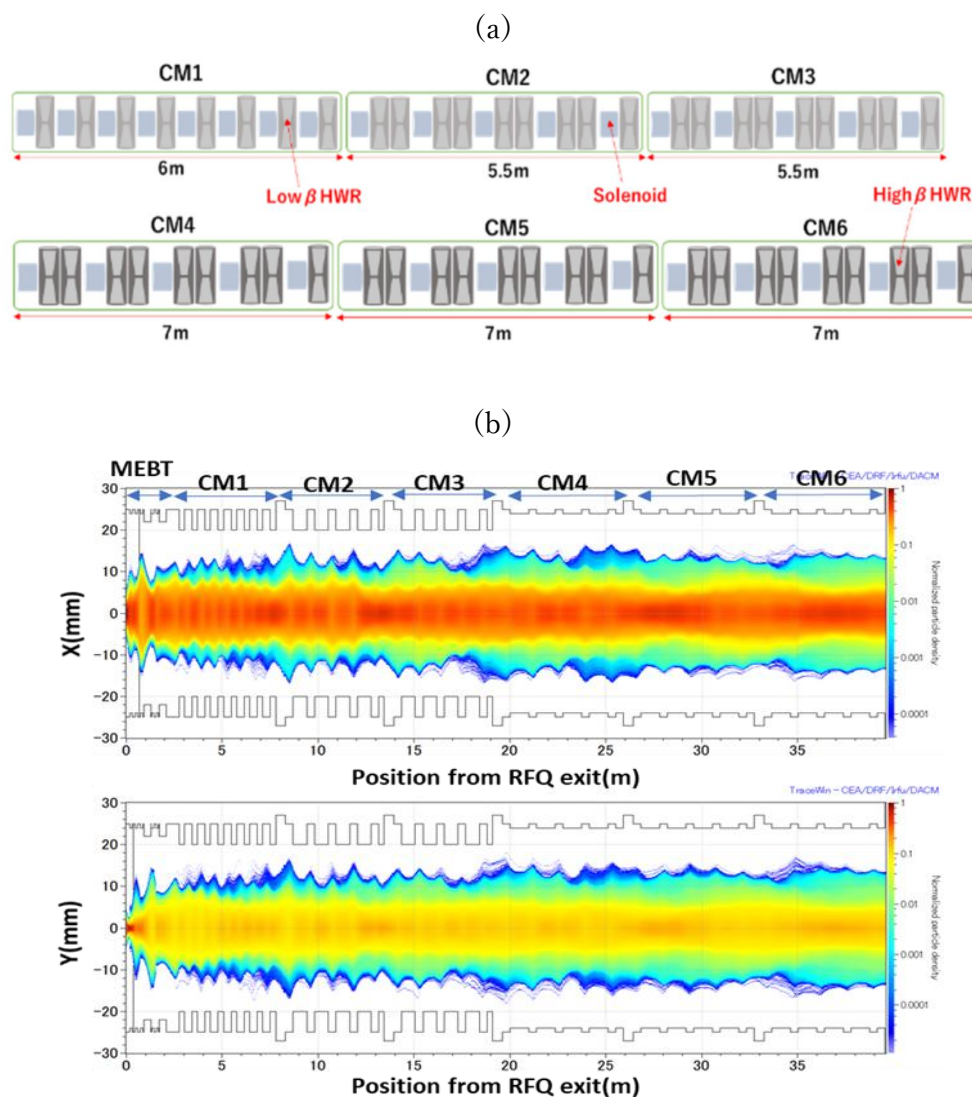 (a)
CM1 CM2 CM3
6m 5.5m 5.5m
Low β HWR Solenoid High β HWR
CM4 CM5 CM6
7m 7m 7m
(b)
MEBT CM1 CM2 CM3 CM4 CM5 CM6
30
20
10
0
-10
-20
-30
X(mm)
0 5 10 15 20 25 30 35
Position from RFQ exit(m)
1
0.1
0.01
0.001
0.0001
Normalized particle density
TraceWin - CEA/DRF/Irfu/DACM
30
20
10
0
-10
-20
-30
Y(mm)
0 5 10 15 20 25 30 35
Position from RFQ exit(m)
1
0.1
0.01
0.001
0.0001
Normalized particle density